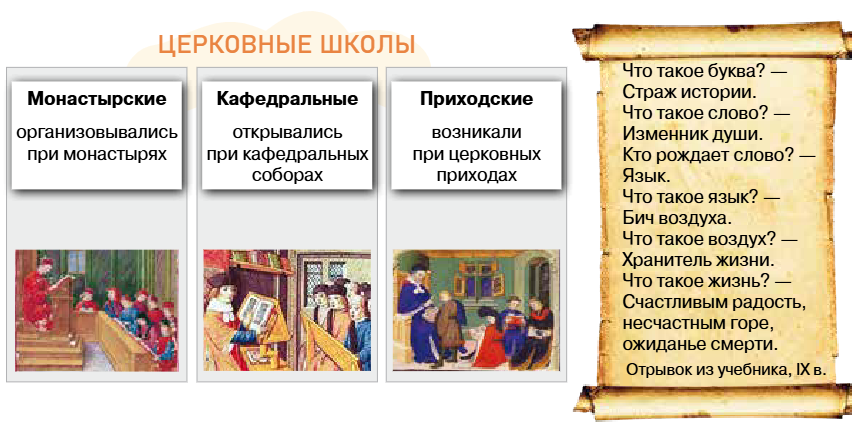 ЦЕРКОВНЫЕ ШКОЛЫ
Монастырские
организовывались
при монастырях
Кафедральные
открывались
при кафедральных
соборах
Приходские
возникали
при церковных
приходах
Что такое буква? —
Страж истории.
Что такое слово? —
Изменник души.
Кто рождает слово? —
Язык.
Что такое язык? —
Бич воздуха.
Что такое воздух? —
Хранитель жизни.
Что такое жизнь? —
Счастливым радость,
несчастным горе,
ожиданье смерти.
Отрывок из учебника, IX в.